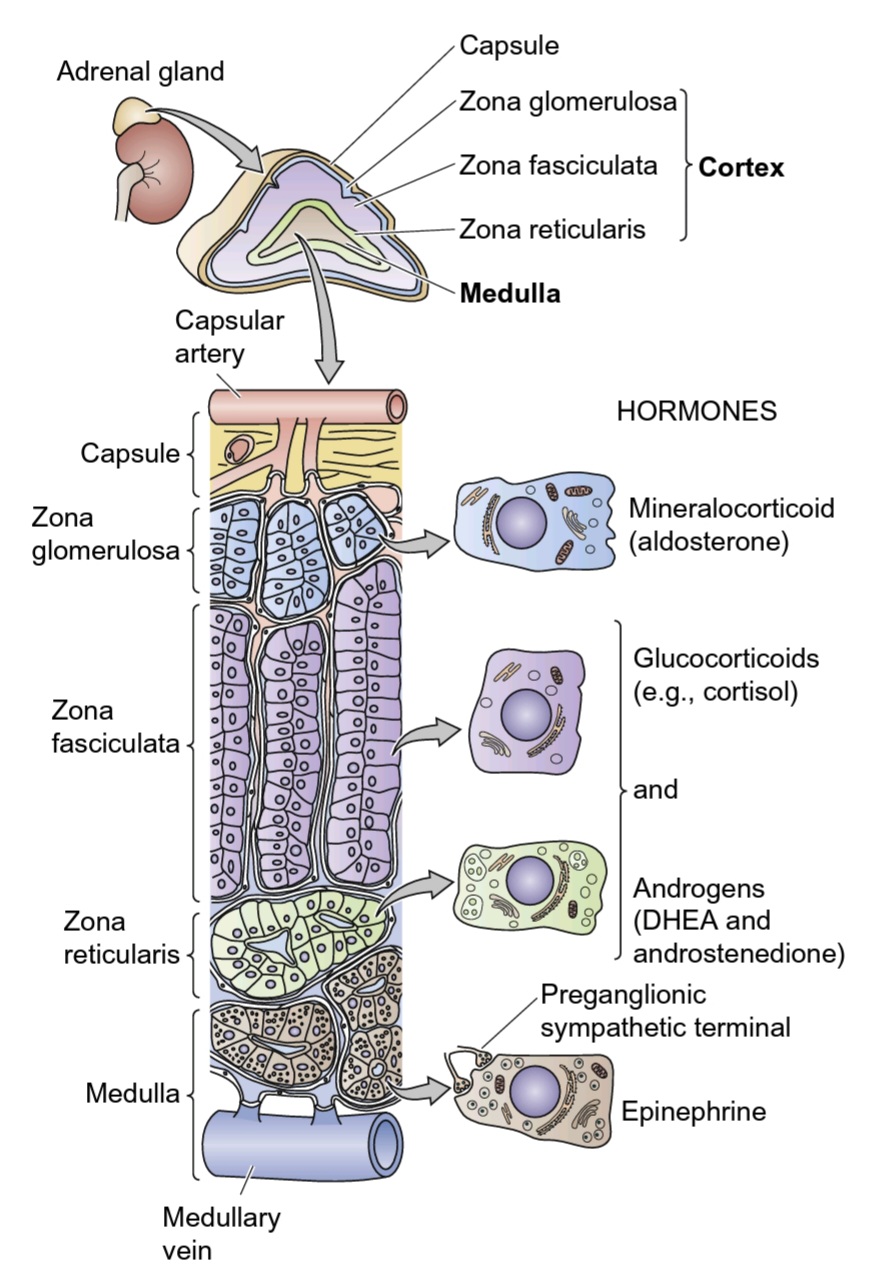 Adrenal gland
Capsule
Zona glomerulosa
Zona fasciculata
Cortex
Zona reticularis
Medulla
Capsular
artery
HORMONES
Capsule
Zona
glomerulosa
Mineralocorticoid
(aldosterone)
Zona
fasciculata
Glucocorticoids
(e.g., cortisol)
and
Zona
reticularis
Androgens
(DHEA and
androstenedione)
Preganglionic
sympathetic terminal
Medulla
Epinephrine
Medullary
vein